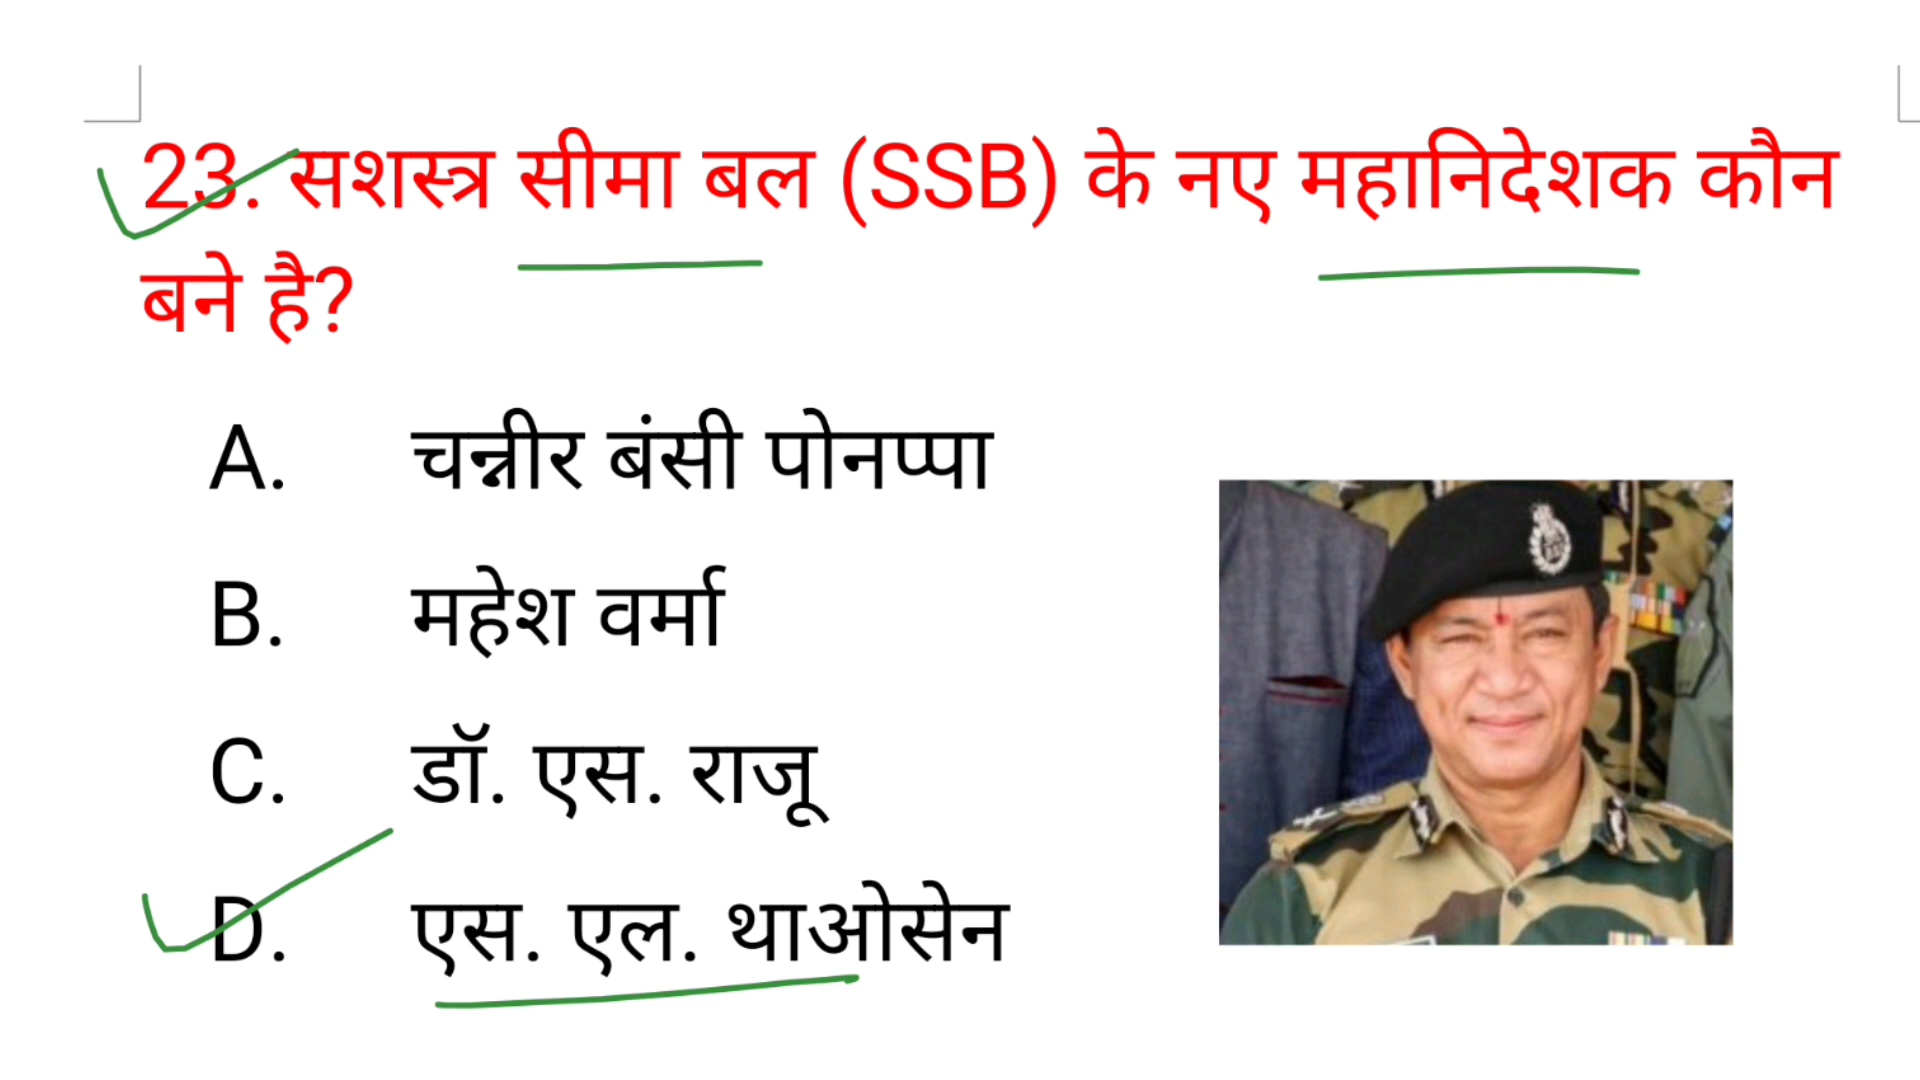 23. सशस्त्र सीमा बल (SSB) के नए महानिदेशक कौन
बने है?
A. चन्नीर बंसी पोनप्पा
B. महेश वर्मा
C. डॉ. एस. राजू
D. एस. एल. थाओसेन